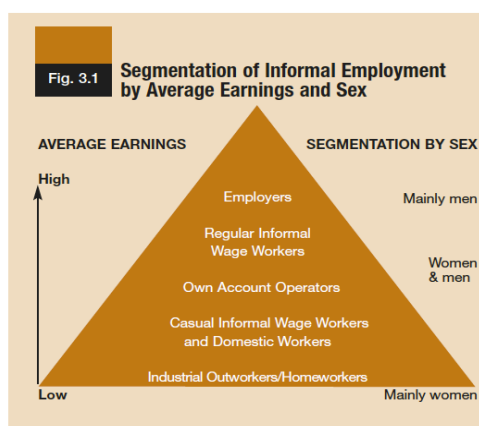 Fig. 3.1
Segmentation of Informal Employment
by Average Earnings and Sex
AVERAGE EARNINGS
SEGMENTATION BY SEX
High
Employers
Mainly men
Regular Informal
Wage Workers
Women
& men
Own Account Operators
Casual Informal Wage Workers
and Domestic Workers
Industrial Outworkers/Homeworkers
Low
Mainly women